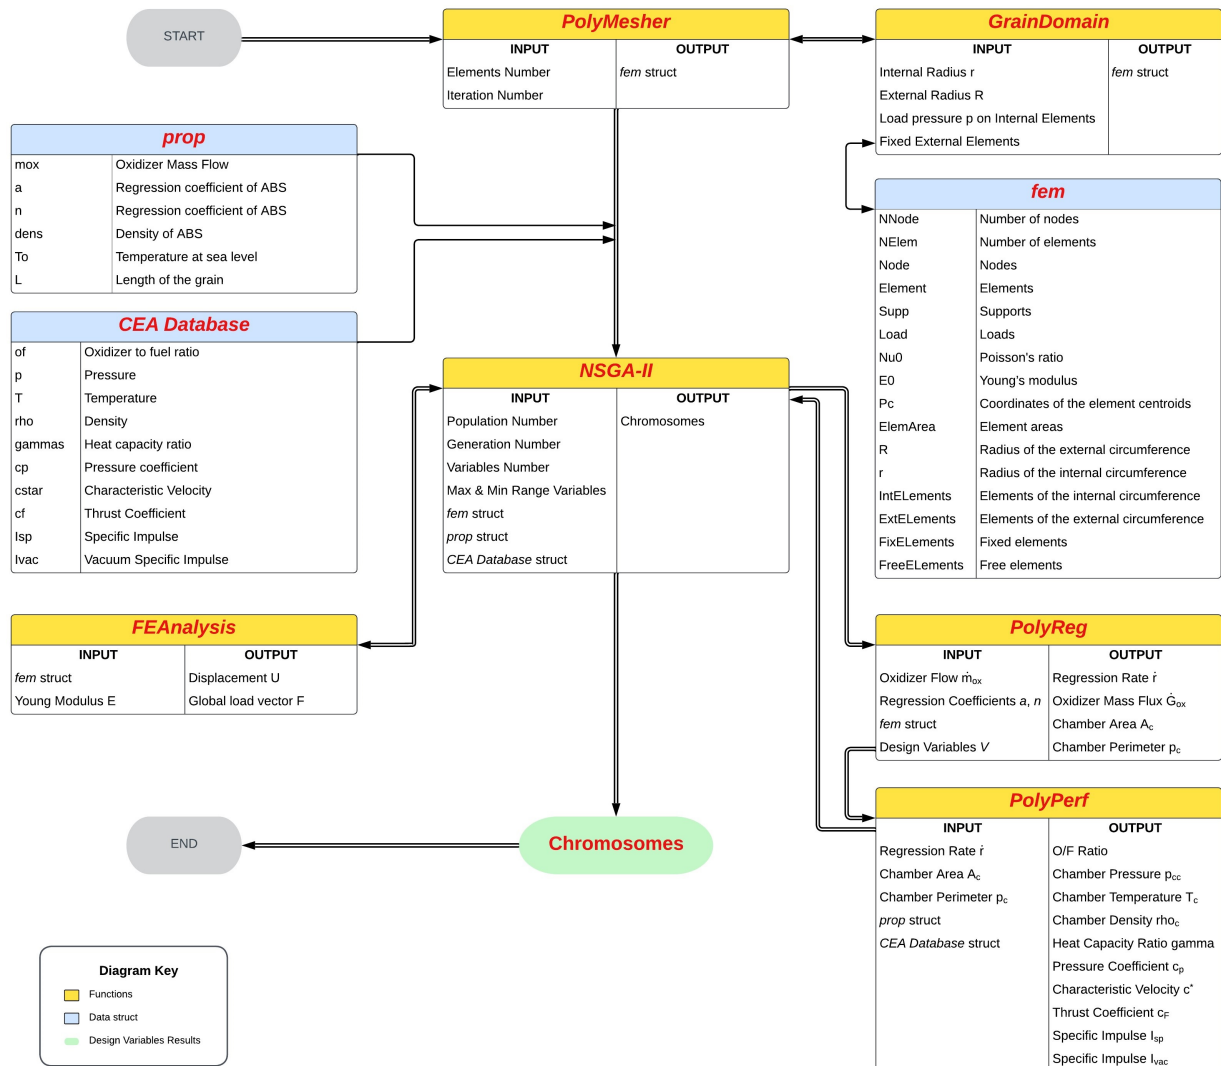 START
PolyMesher
INPUT OUTPUT
Elements Number fem struct
Iteration Number
GrainDomain
INPUT OUTPUT
Internal Radius r fem struct
External Radius R
Load pressure p on Internal Elements
Fixed External Elements
prop
mox Oxidizer Mass Flow
a Regression coefficient of ABS
n Regression coefficient of ABS
dens Density of ABS
To Temperature at sea level
L Length of the grain
fem
NNode Number of nodes
NElem Number of elements
Node Nodes
Element Elements
Supp Supports
Load Loads
Nu0 Poisson's ratio
E0 Young's modulus
Pc Coordinates of the element centroids
ElemArea Element areas
R Radius of the external circumference
r Radius of the internal circumference
IntELements Elements of the internal circumference
ExtELements Elements of the external circumference
FixELements Fixed elements
FreeELements Free elements
CEA Database
of Oxidizer to fuel ratio
p Pressure
T Temperature
rho Density
gammas Heat capacity ratio
cp Pressure coefficient
cstar Characteristic Velocity
cf Thrust Coefficient
Isp Specific Impulse
Ivac Vacuum Specific Impulse
NSGA-II
INPUT OUTPUT
Population Number Chromosomes
Generation Number
Variables Number
Max & Min Range Variables
fem struct
prop struct
CEA Database struct
FEAnalysis
INPUT OUTPUT
fem struct Displacement U
Young Modulus E Global load vector F
PolyReg
INPUT OUTPUT
Oxidizer Flow ṁox Regression Rate ṙ
Regression Coefficients a, n Oxidizer Mass Flux Ġox
fem struct Chamber Area Ac
Design Variables V Chamber Perimeter pc
PolyPerf
INPUT OUTPUT
Regression Rate ṙ O/F Ratio
Chamber Area Ac Chamber Pressure pcc
Chamber Perimeter pc Chamber Temperature Tc
prop struct Chamber Density rhoc
CEA Database struct Heat Capacity Ratio gamma
Pressure Coefficient cp
Characteristic Velocity c*
Thrust Coefficient cF
Specific Impulse Isp
Specific Impulse Ivac
Chromosomes
END
Diagram Key
Functions
Data struct
Design Variables Results